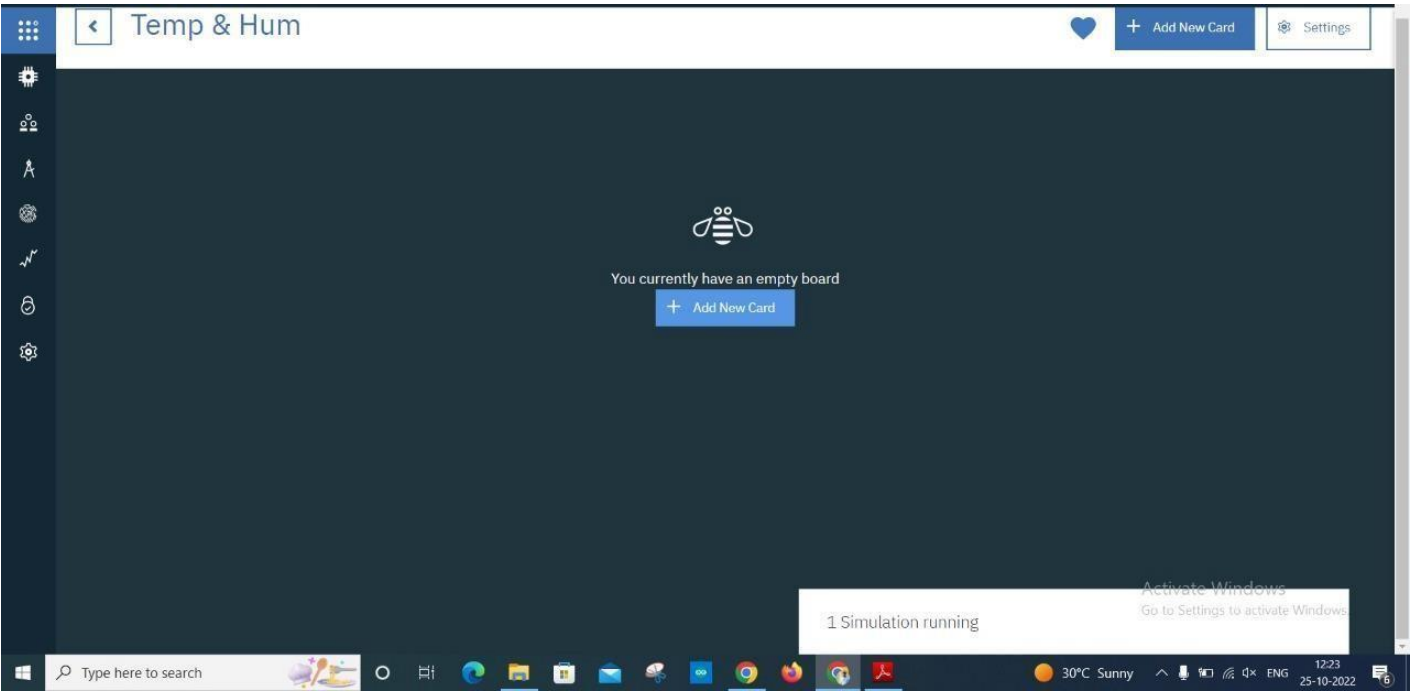 Temp & Hum
+ Add New Card
Settings
You currently have an empty board
+ Add New Card
Activate Windows
Go to Settings to activate Windows.
1 Simulation running
Type here to search
30°C Sunny
ENG
12:23
25-10-2022
6